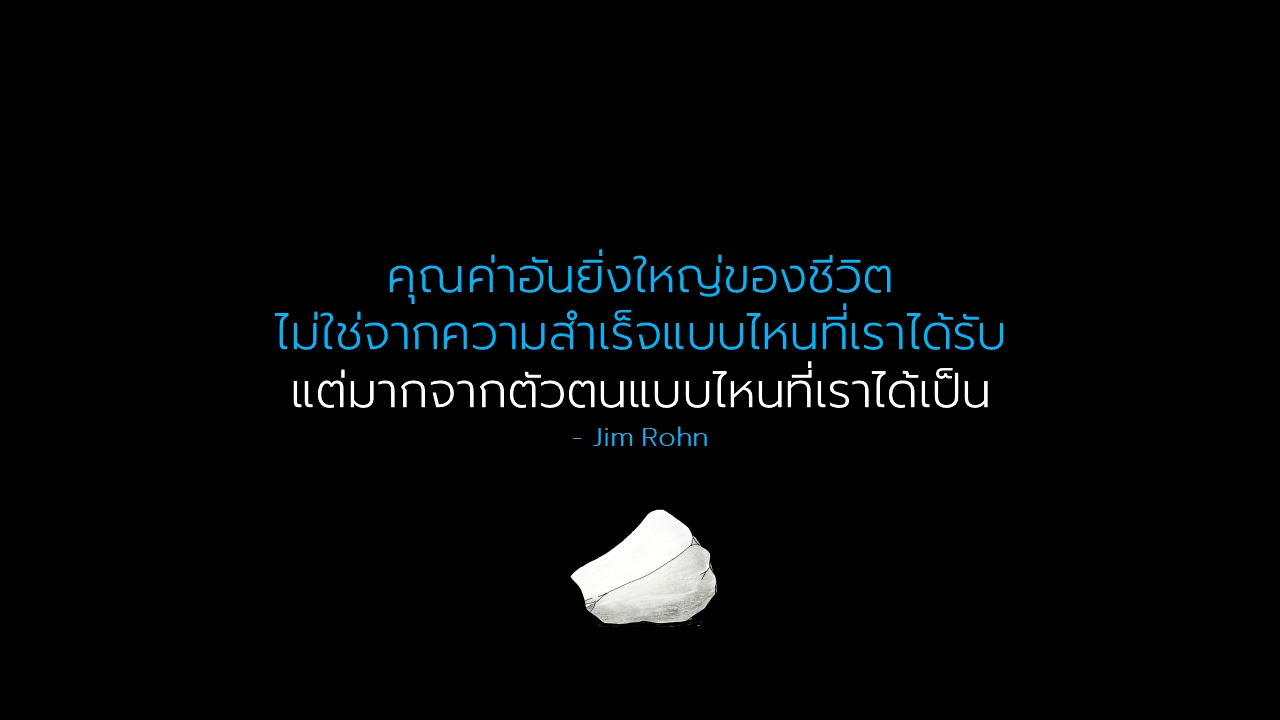 คุณค่าอันยิ่งใหญ่ของชีวิต
ไม่ใช่จากความสำเร็จแบบไหนที่เราได้รับ
แต่มากจากตัวตนแบบไหนที่เราได้เป็น
- Jim Rohn